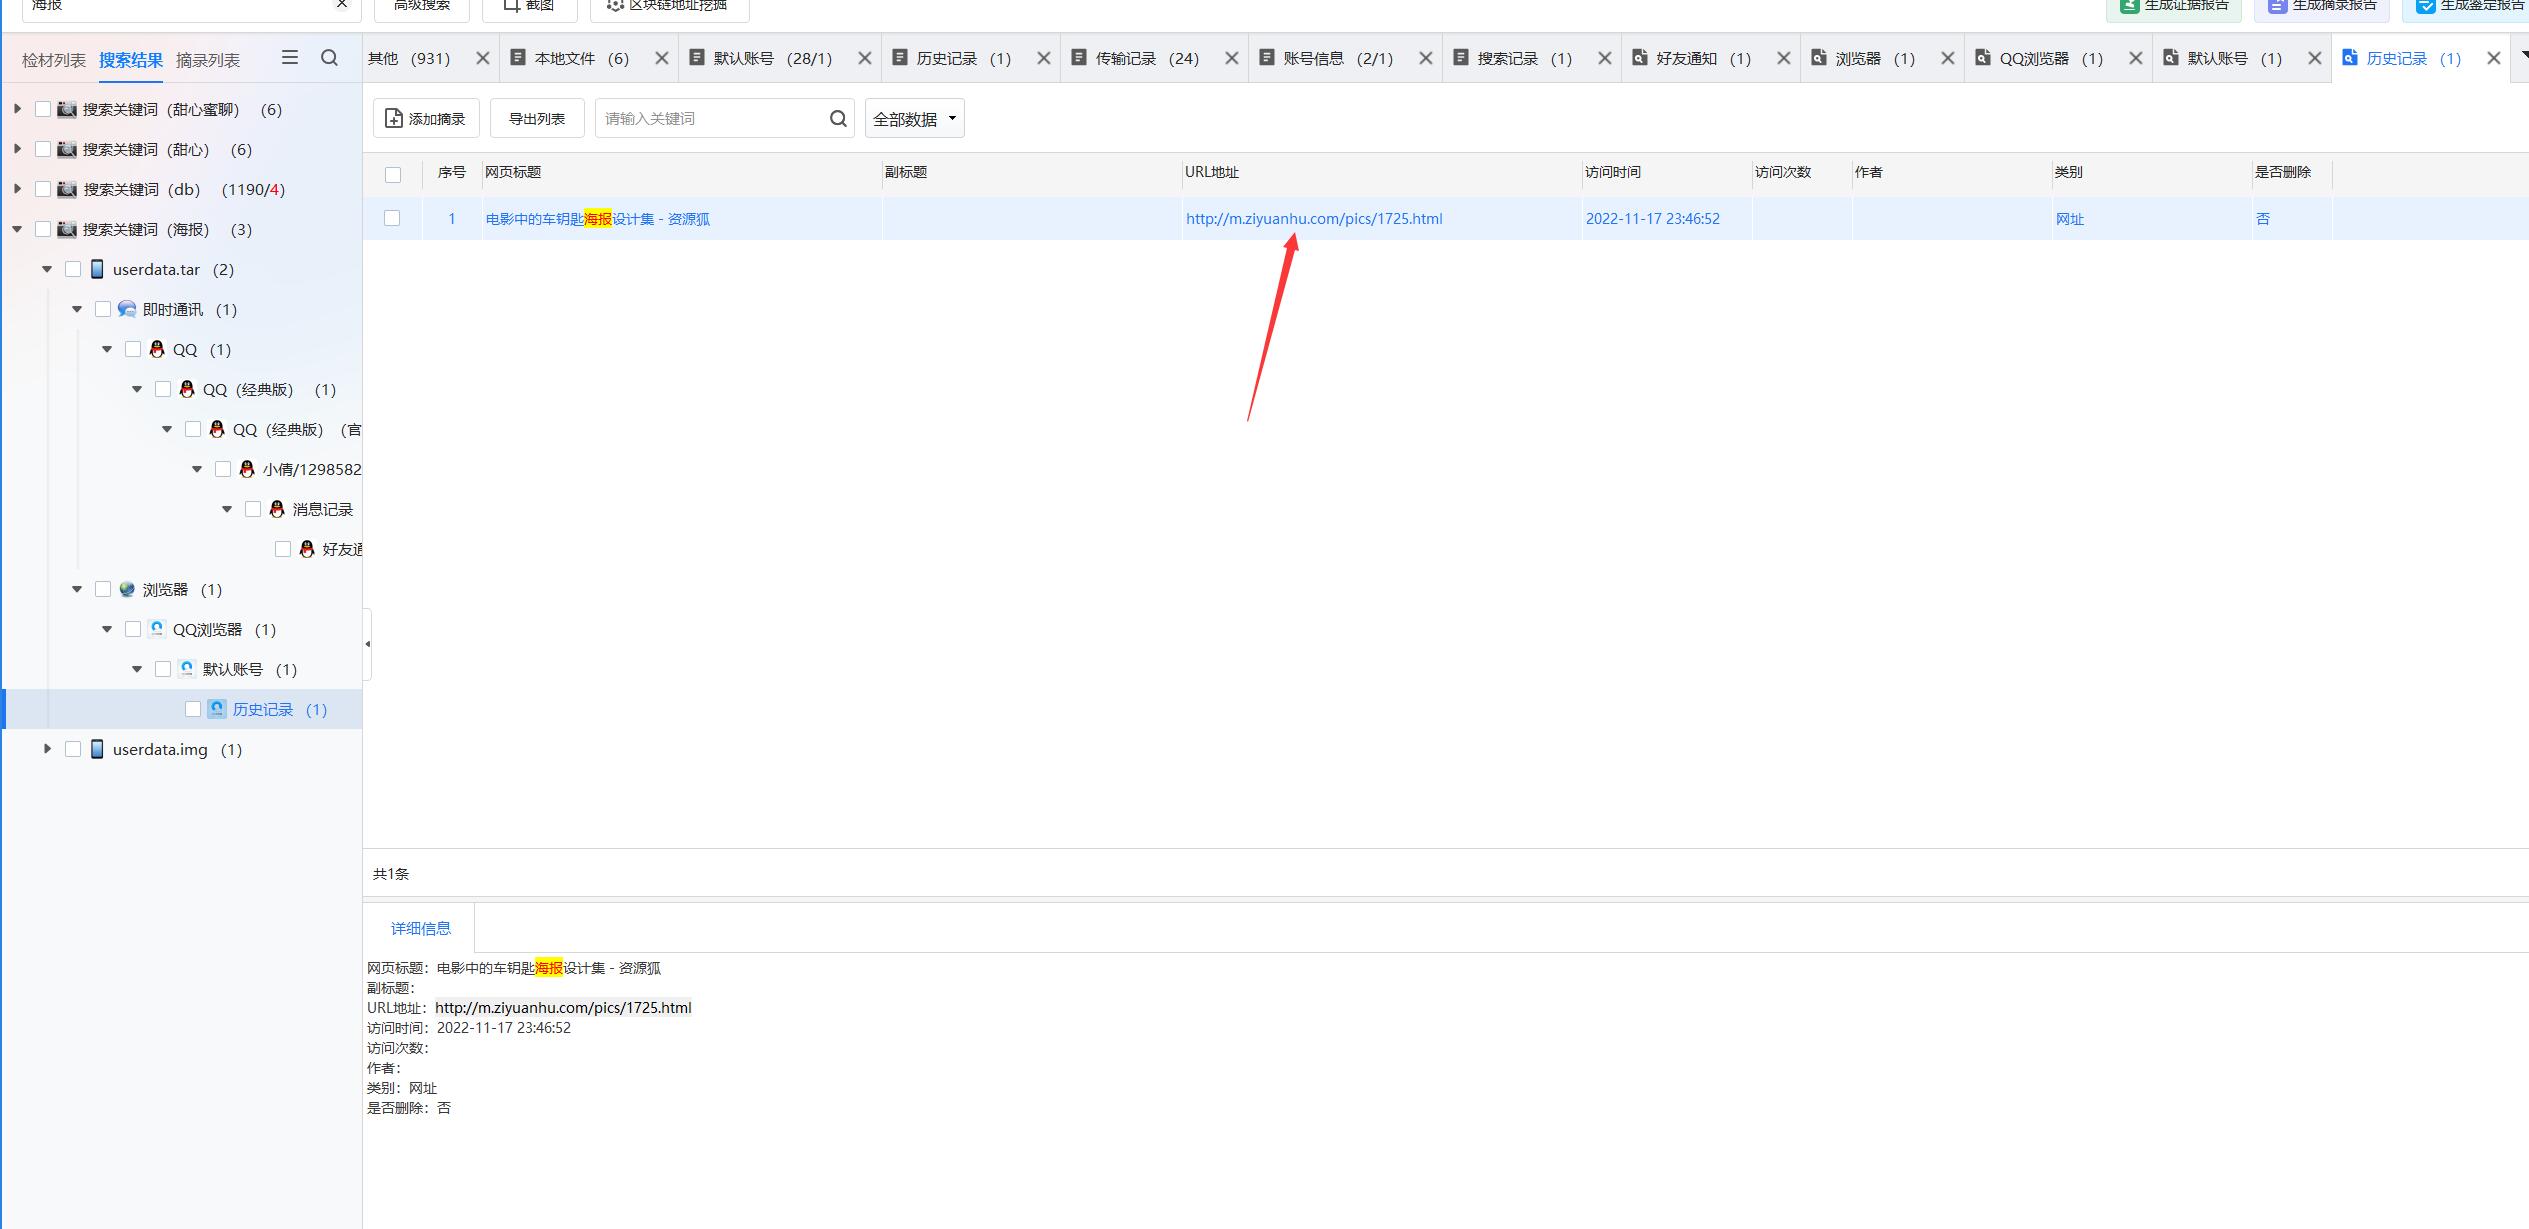 海报
高级搜索
截图
区块链地址挖掘
生成证据报告
生成摘录报告
生成鉴定报告
检材列表 搜索结果 摘录列表
其他 (931)
本地文件 (6)
默认账号 (28/1)
历史记录 (1)
传输记录 (24)
账号信息 (2/1)
搜索记录 (1)
好友通知 (1)
浏览器 (1)
QQ浏览器 (1)
默认账号 (1)
历史记录 (1)
搜索关键词（甜心蜜聊） (6)
搜索关键词（甜心） (6)
搜索关键词（db） (1190/4)
搜索关键词（海报） (3)
userdata.tar (2)
即时通讯 (1)
QQ (1)
QQ（经典版） (1)
QQ（经典版）（官
小倩/1298582
消息记录
好友通
浏览器 (1)
QQ浏览器 (1)
默认账号 (1)
历史记录 (1)
userdata.img (1)
添加摘录
导出列表
请输入关键词
全部数据
序号 网页标题 副标题 URL地址 访问时间 访问次数 作者 类别 是否删除
1 电影中的车钥匙海报设计集 - 资源狐 http://m.ziyuanhu.com/pics/1725.html 2022-11-17 23:46:52 网址 否
共1条
详细信息
网页标题：电影中的车钥匙海报设计集 - 资源狐
副标题：
URL地址：http://m.ziyuanhu.com/pics/1725.html
访问时间：2022-11-17 23:46:52
访问次数：
作者：
类别：网址
是否删除：否